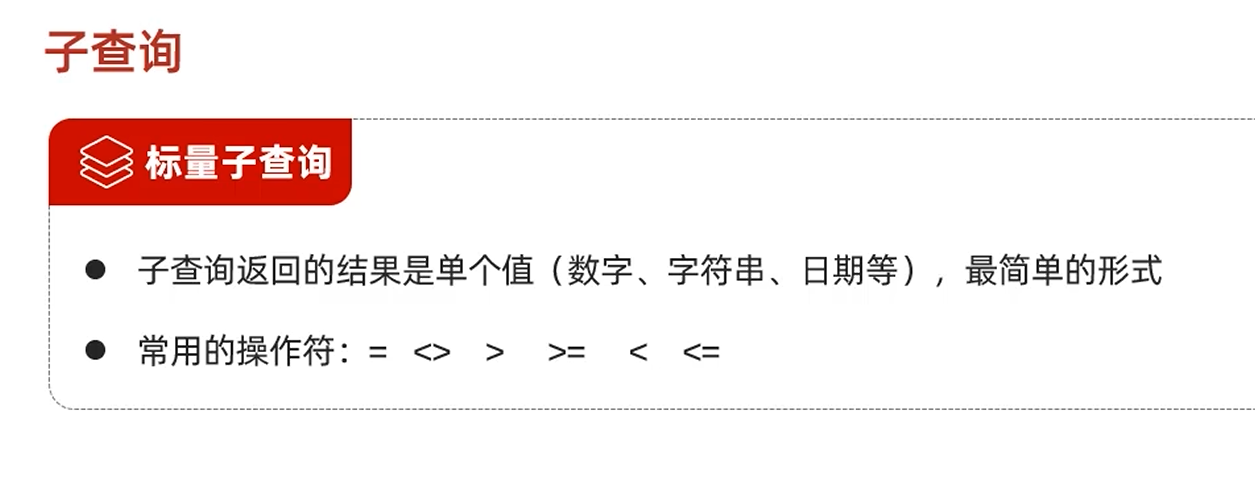 子查询
标量子查询
● 子查询返回的结果是单个值（数字、字符串、日期等），最简单的形式
● 常用的操作符：= <> > >= < <=